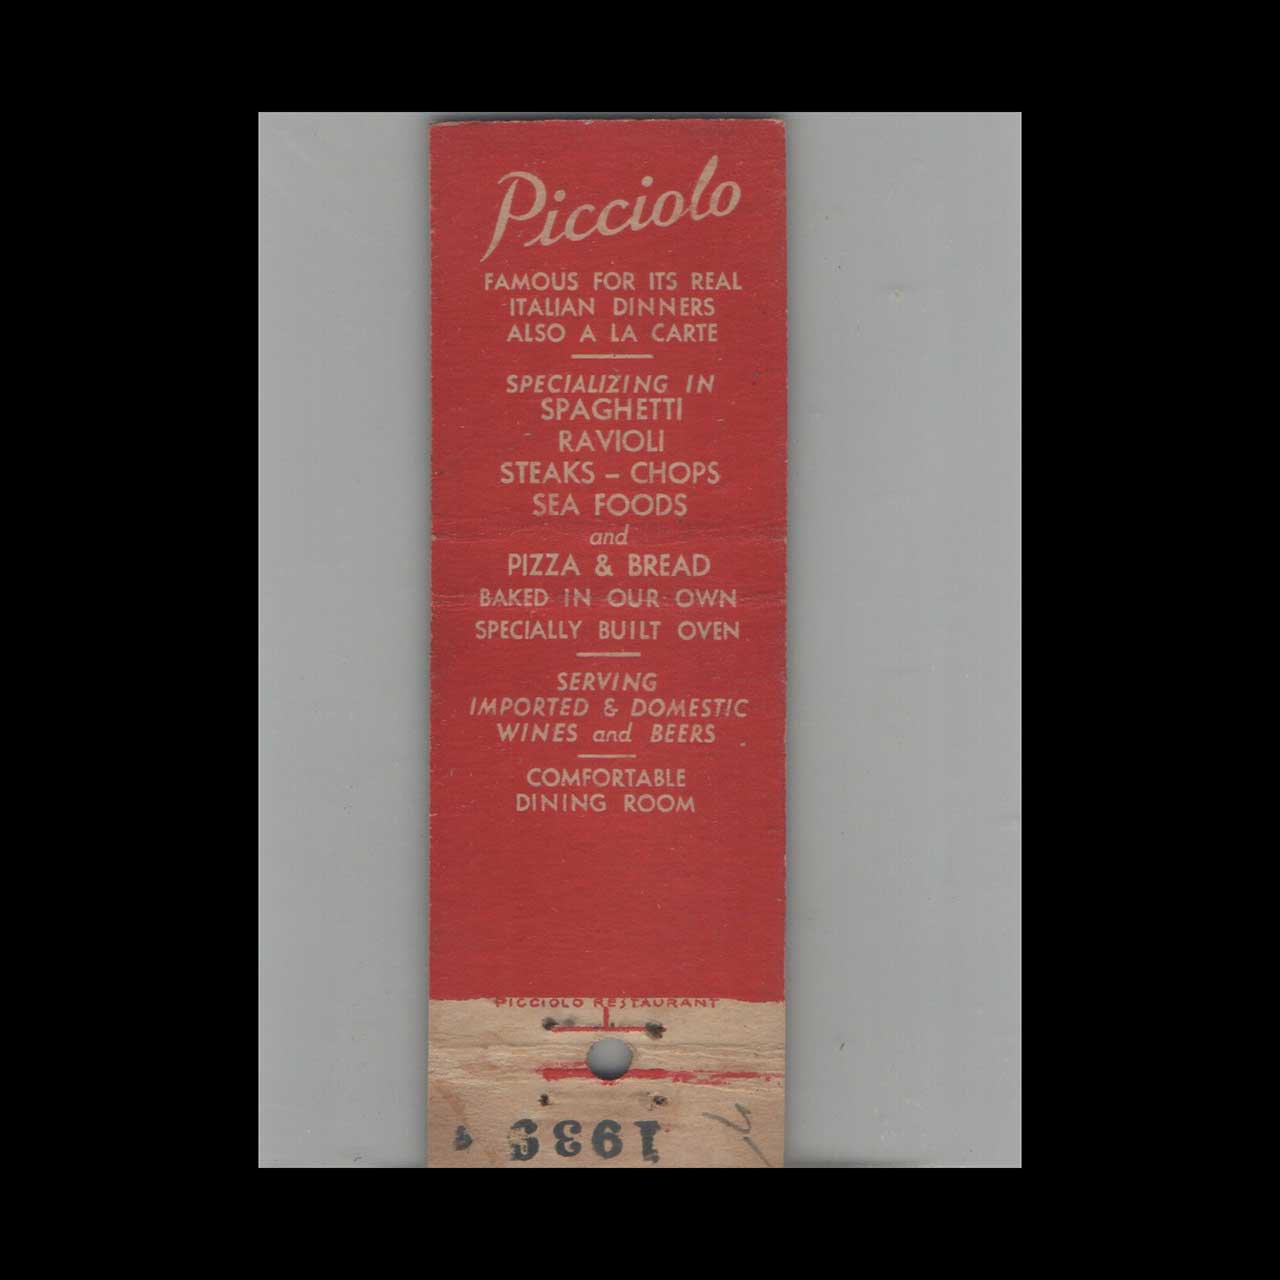 Picciolo
FAMOUS FOR ITS REAL
ITALIAN DINNERS
ALSO A LA CARTE
SPECIALIZING IN
SPAGHETTI
RAVIOLI
STEAKS – CHOPS
SEA FOODS
and
PIZZA & BREAD
BAKED IN OUR OWN
SPECIALLY BUILT OVEN
SERVING
IMPORTED & DOMESTIC
WINES and BEERS
COMFORTABLE
DINING ROOM
PICCIOLO RESTAURANT